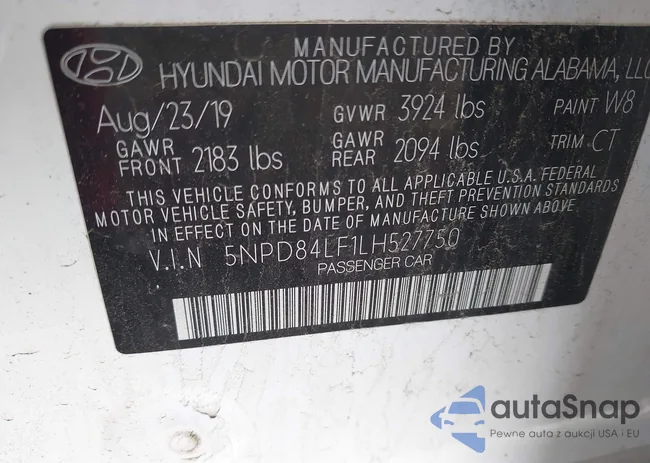 MANUFACTURED BY
HYUNDAI MOTOR MANUFACTURING ALABAMA, LLC
Aug/23/19 GVWR 3924 lbs PAINT W8
GAWR FRONT 2183 lbs GAWR REAR 2094 lbs TRIM CT
THIS VEHICLE CONFORMS TO ALL APPLICABLE U.S.A. FEDERAL
MOTOR VEHICLE SAFETY, BUMPER, AND THEFT PREVENTION STANDARDS
IN EFFECT ON THE DATE OF MANUFACTURE SHOWN ABOVE.
V.I.N 5NPD84LF1LH527750
PASSENGER CAR
autaSnap
Pewne auta z aukcji USA i EU